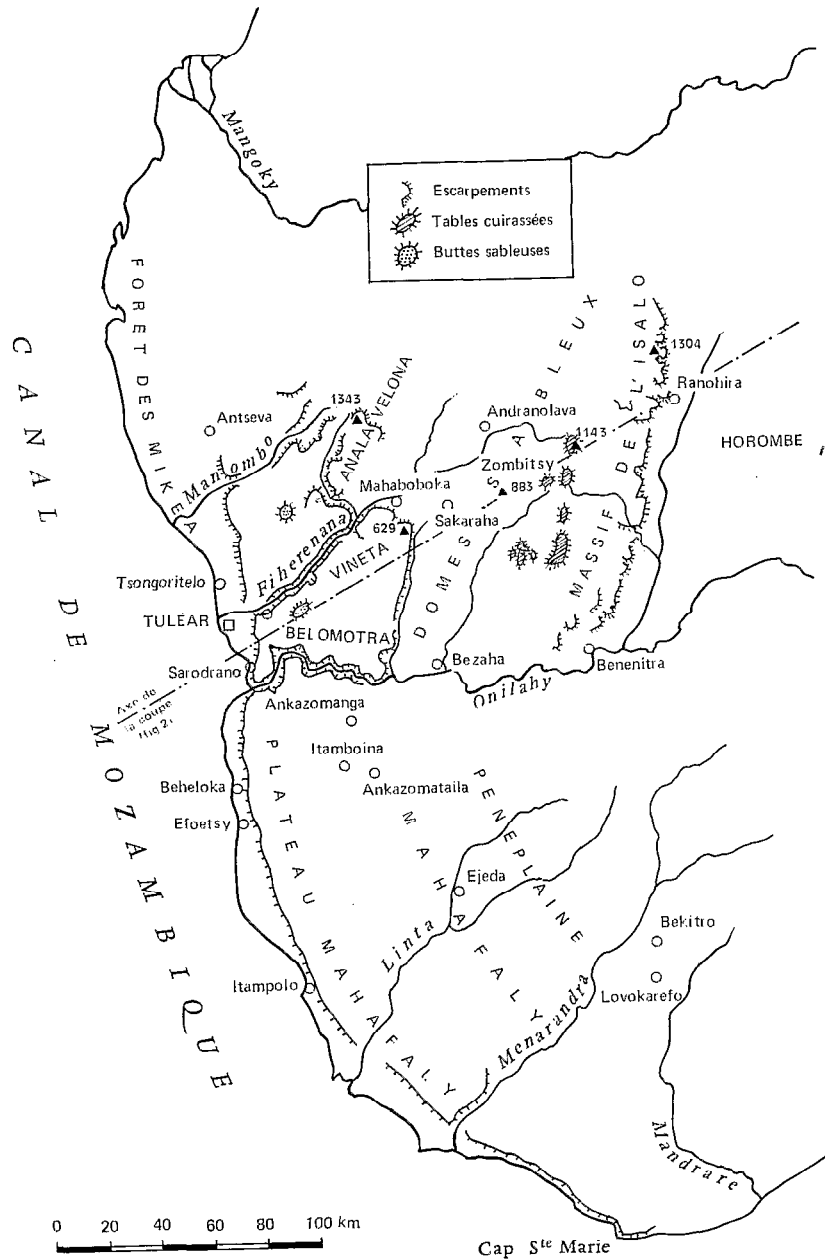 Mangoky
Escarpements
Tables cuirassées
Buttes sableuses
CANAL DE MOZAMBIQUE
FORET DES MIKEA
DOMES SABLEUX
MASSIF DE L'ISALO
1304
Ranohira
1343
ANALAVELONA
Antseva
Manombo
Andranolava
1143
HOROMBE
Zombitsy
Mahaboboka
883
Sakaraha
629
Fiherenana
VINETA
Tsongoritelo
TULÉAR
BELOMOTRA
Sarodrano
Bezaha
Benenitra
Onilahy
Axe de
la coupe
Ankazomanga
Itamboina
Ankazomataila
Beheloka
Efoetsy
PLATEAU MAHAFALY
PENEPLAINE
MAHAFALY
Ejeda
Linta
Bekitro
Lovokarefo
Itampolo
Menarandra
Mandrare
0 20 40 60 80 100 km
Cap Ste Marie